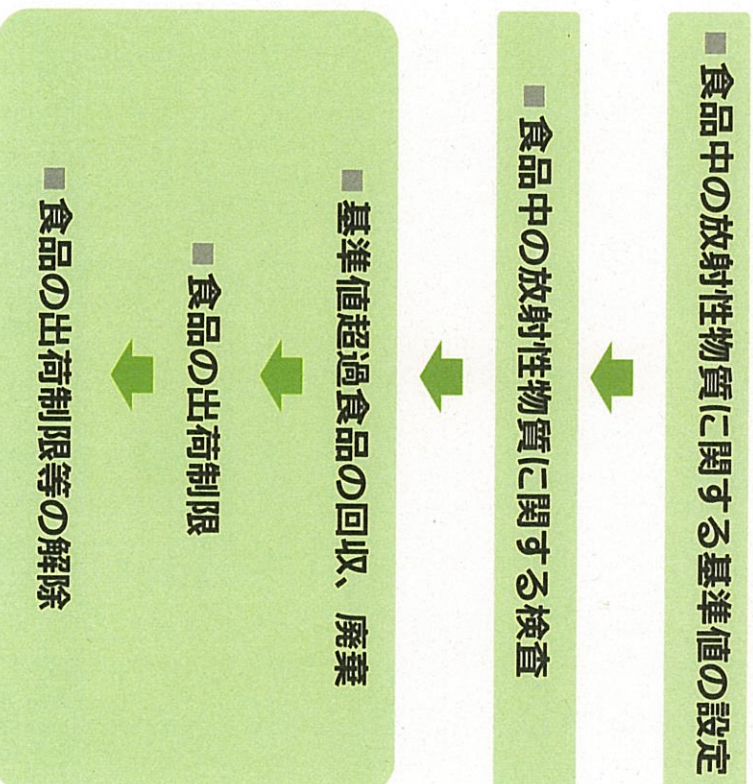 ■ 食品中の放射性物質に関する基準値の設定
■ 食品中の放射性物質に関する検査
■ 基準値超過食品の回収、廃棄
■ 食品の出荷制限
■ 食品の出荷制限等の解除